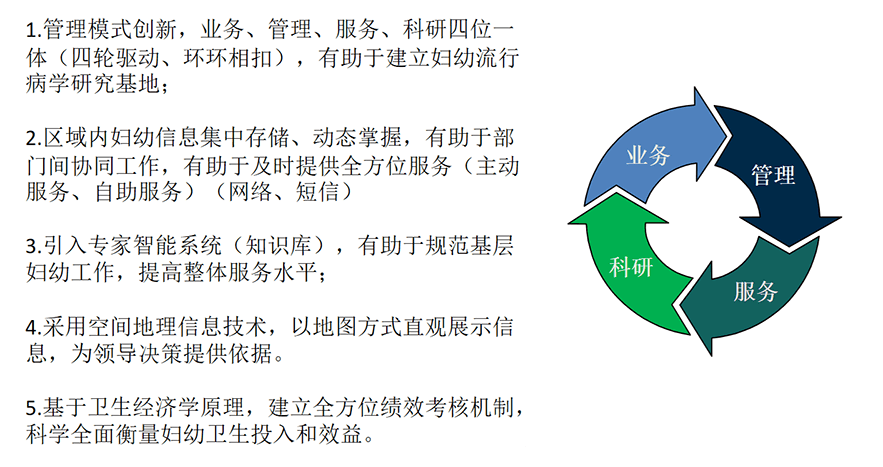 1.管理模式创新，业务、管理、服务、科研四位一
体（四轮驱动、环环相扣），有助于建立妇幼流行
病学研究基地；
2.区域内妇幼信息集中存储、动态掌握，有助于部
门间协同工作，有助于及时提供全方位服务（主动
服务、自助服务）（网络、短信）
3.引入专家智能系统（知识库），有助于规范基层
妇幼工作，提高整体服务水平；
4.采用空间地理信息技术，以地图方式直观展示信
息，为领导决策提供依据。
5.基于卫生经济学原理，建立全方位绩效考核机制，
科学全面衡量妇幼卫生投入和效益。
业务
管理
科研
服务